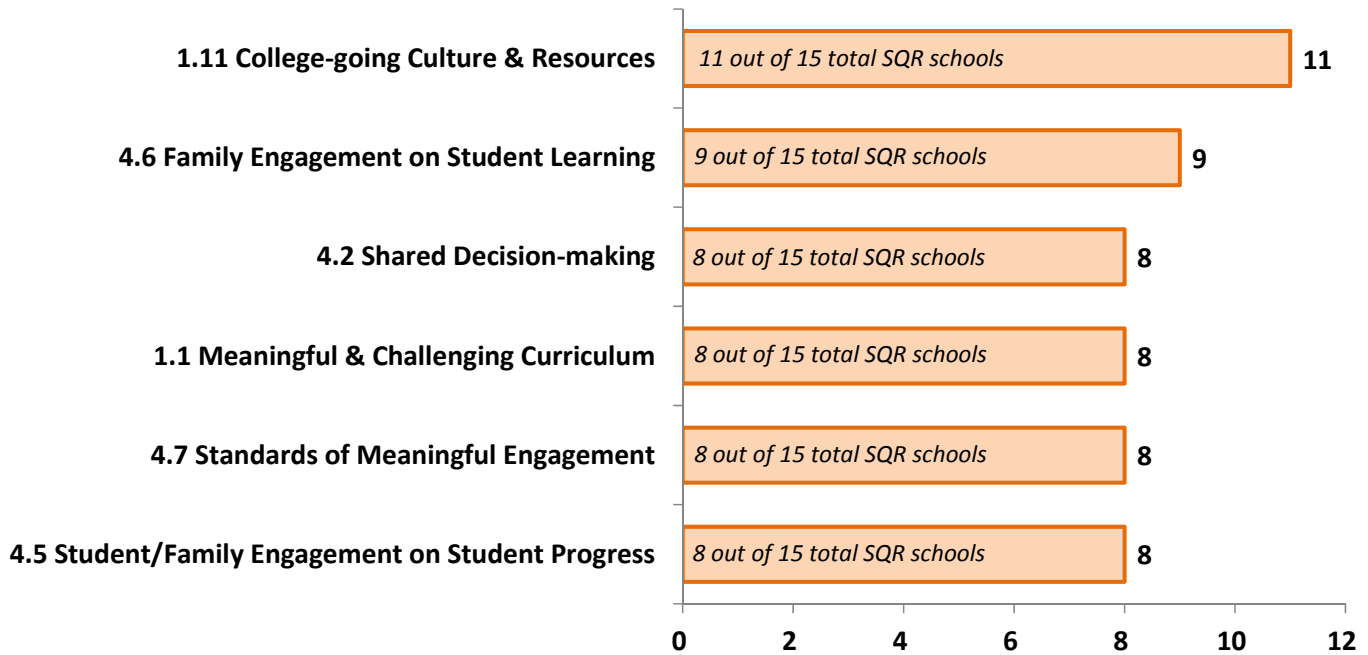 1.11 College-going Culture & Resources
11 out of 15 total SQR schools
11
4.6 Family Engagement on Student Learning
9 out of 15 total SQR schools
9
4.2 Shared Decision-making
8 out of 15 total SQR schools
8
1.1 Meaningful & Challenging Curriculum
8 out of 15 total SQR schools
8
4.7 Standards of Meaningful Engagement
8 out of 15 total SQR schools
8
4.5 Student/Family Engagement on Student Progress
8 out of 15 total SQR schools
8
0 2 4 6 8 10 12